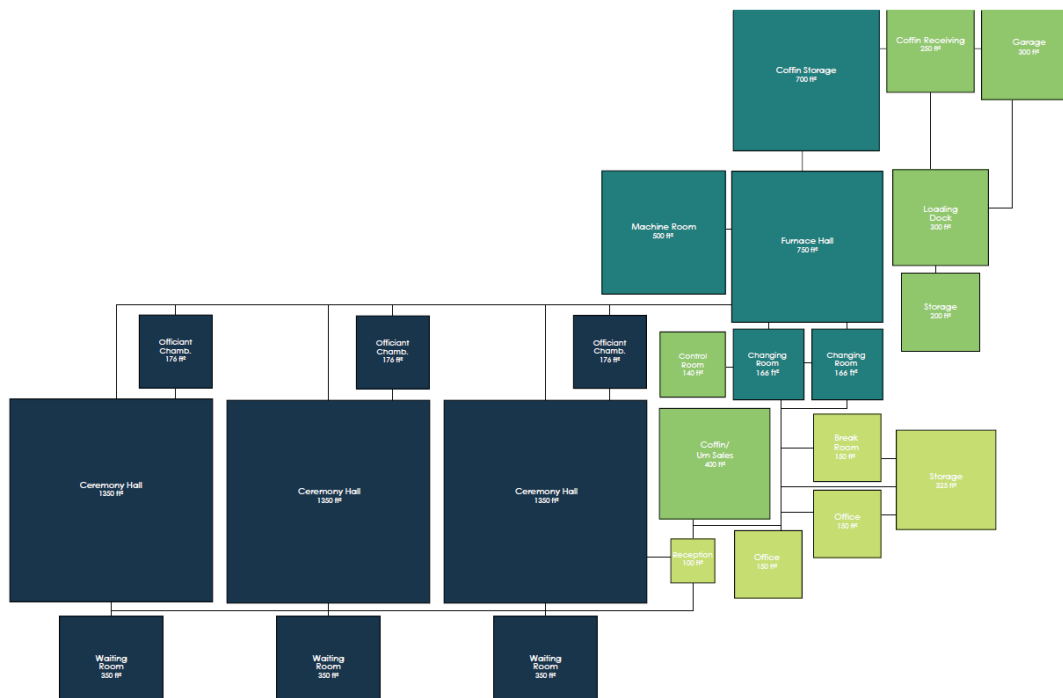 Coffin Storage
700 ft²
Coffin Receiving
250 ft²
Garage
300 ft²
Machine Room
500 ft²
Furnace Hall
750 ft²
Loading
Dock
300 ft²
Storage
200 ft²
Officiant
Chamb.
176 ft²
Officiant
Chamb.
176 ft²
Officiant
Chamb.
176 ft²
Control
Room
140 ft²
Changing
Room
166 ft²
Changing
Room
166 ft²
Ceremony Hall
1350 ft²
Ceremony Hall
1350 ft²
Ceremony Hall
1350 ft²
Coffin/
Urn Sales
400 ft²
Break
Room
150 ft²
Storage
325 ft²
Office
150 ft²
Reception
100 ft²
Office
150 ft²
Waiting
Room
350 ft²
Waiting
Room
350 ft²
Waiting
Room
350 ft²